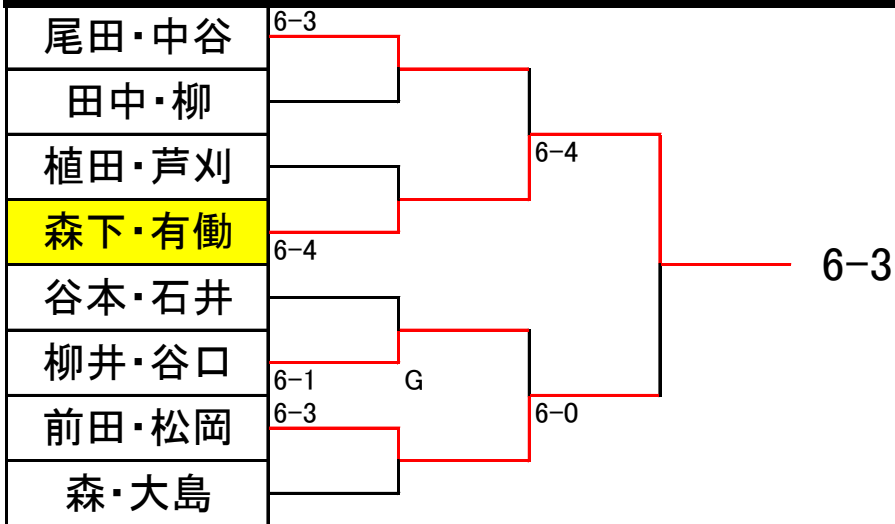 尾田・中谷
6-3
田中・柳
植田・芦刈
6-4
森下・有働
6-4
6-3
谷本・石井
柳井・谷口
6-1
G
前田・松岡
6-3
6-0
森・大島